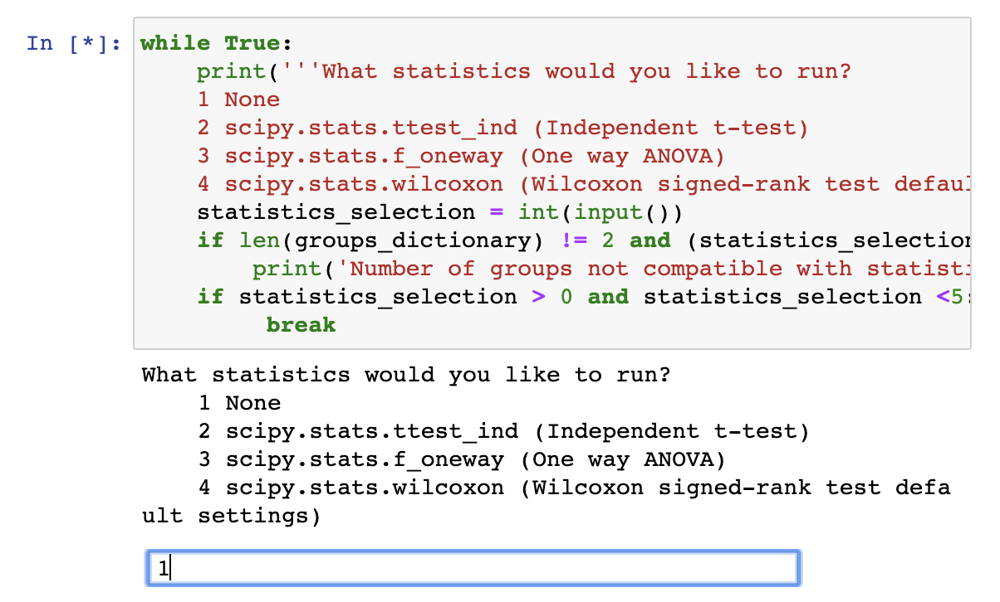 In [*]: while True:
    print('''What statistics would you like to run?
    1 None
    2 scipy.stats.ttest_ind (Independent t-test)
    3 scipy.stats.f_oneway (One way ANOVA)
    4 scipy.stats.wilcoxon (Wilcoxon signed-rank test defaul
    statistics_selection = int(input())
    if len(groups_dictionary) != 2 and (statistics_selection
        print('Number of groups not compatible with statisti
    if statistics_selection > 0 and statistics_selection <5:
         break
What statistics would you like to run?
    1 None
    2 scipy.stats.ttest_ind (Independent t-test)
    3 scipy.stats.f_oneway (One way ANOVA)
    4 scipy.stats.wilcoxon (Wilcoxon signed-rank test defa
ult settings)
1